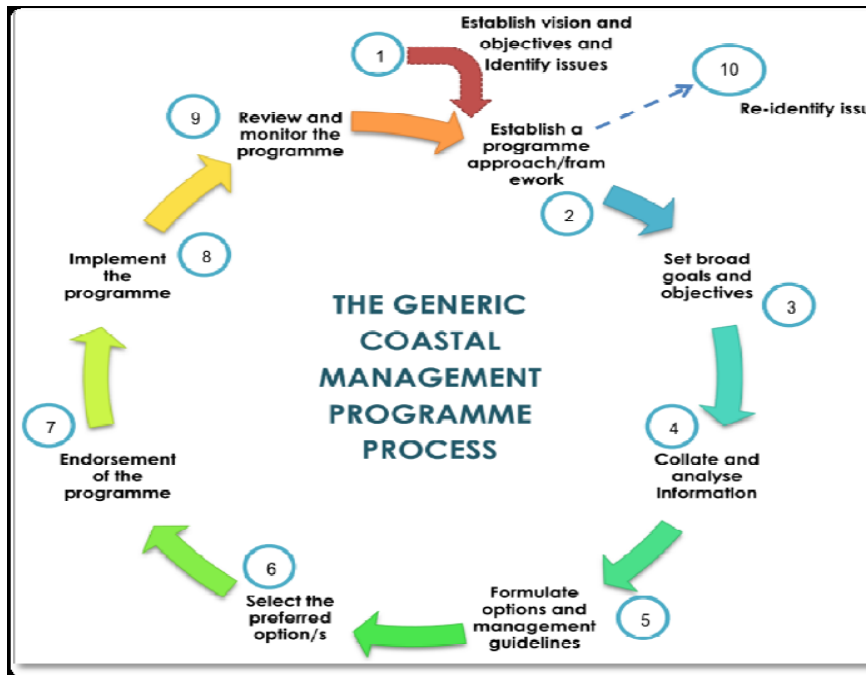 1
Establish vision and
objectives and
Identify issues
10
Re-identify issu
9
Review and
monitor the
programme
Establish a
programme
approach/fram
ework
2
8
Implement
the
programme
Set broad
goals and
objectives
3
THE GENERIC
COASTAL
MANAGEMENT
PROGRAMME
PROCESS
7
Endorsement
of the
programme
4
Collate and
analyse
Information
6
Select the
preferred
option/s
Formulate
options and
management
guidelines
5